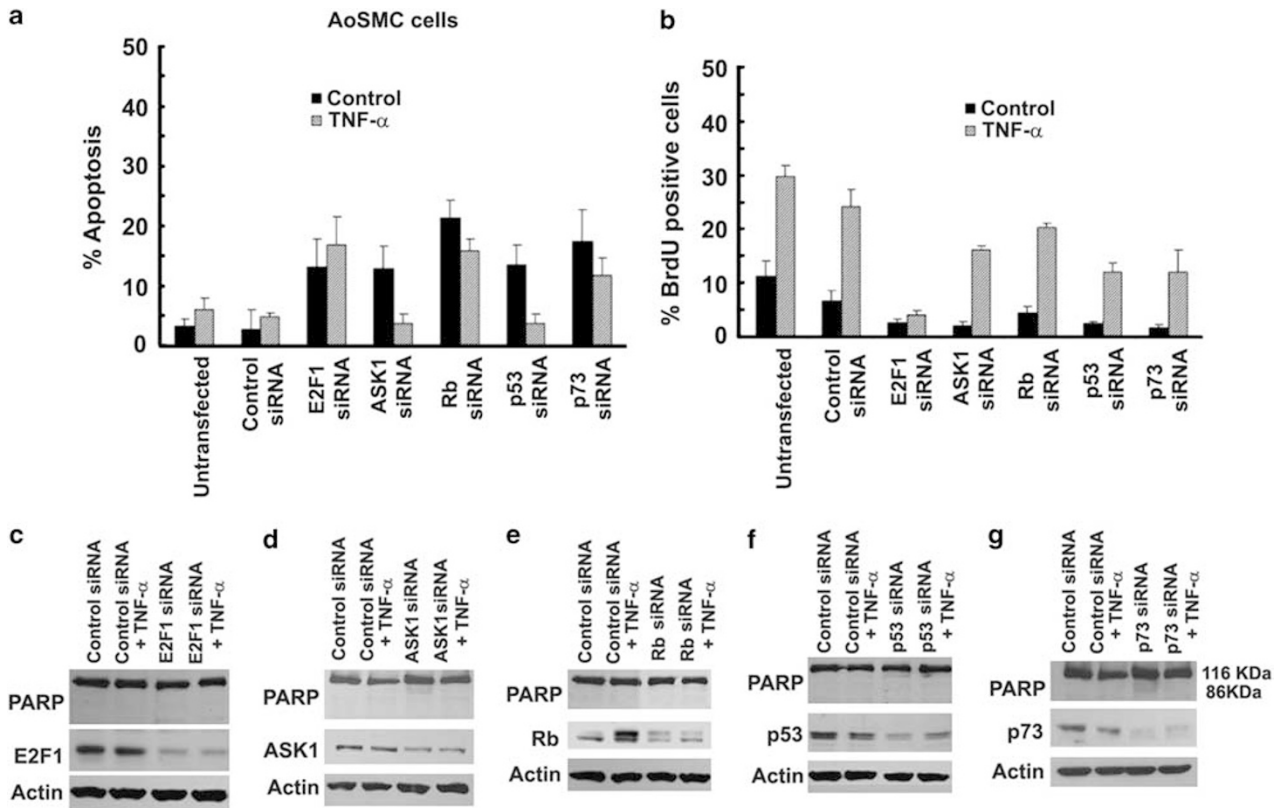 a
AoSMC cells
% Apoptosis
50
40
30
20
10
0
Control
TNF-α
Untransfected
Control
siRNA
E2F1
siRNA
ASK1
siRNA
Rb
siRNA
p53
siRNA
p73
siRNA
b
% BrdU positive cells
50
40
30
20
10
0
Control
TNF-α
Untransfected
Control
siRNA
E2F1
siRNA
ASK1
siRNA
Rb
siRNA
p53
siRNA
p73
siRNA
c
Control siRNA
Control siRNA
+ TNF-α
E2F1 siRNA
E2F1 siRNA
+ TNF-α
PARP
E2F1
Actin
d
Control siRNA
Control siRNA
+ TNF-α
ASK1 siRNA
ASK1 siRNA
+ TNF-α
PARP
ASK1
Actin
e
Control siRNA
Control siRNA
+ TNF-α
Rb siRNA
Rb siRNA
+ TNF-α
PARP
Rb
Actin
f
Control siRNA
Control siRNA
+ TNF-α
p53 siRNA
p53 siRNA
+ TNF-α
PARP
p53
Actin
g
Control siRNA
Control siRNA
+ TNF-α
p73 siRNA
p73 siRNA
+ TNF-α
PARP
116 KDa
86KDa
p73
Actin